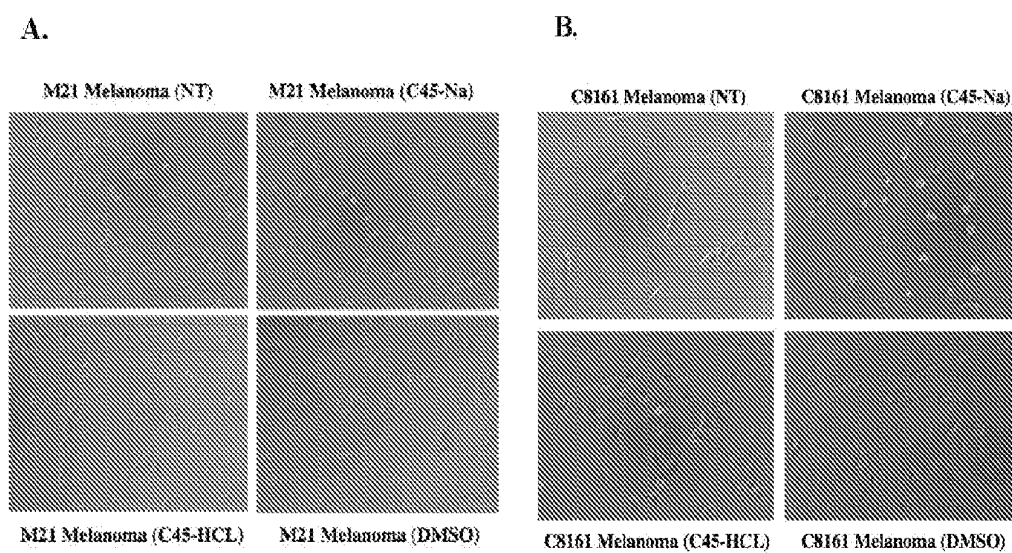 A.
B.
M21 Melanoma (NT)
M21 Melanoma (C45-Na)
C8161 Melanoma (NT)
C8161 Melanoma (C45-Na)
M21 Melanoma (C45-HCL)
M21 Melanoma (DMSO)
C8161 Melanoma (C45-HCL)
C8161 Melanoma (DMSO)